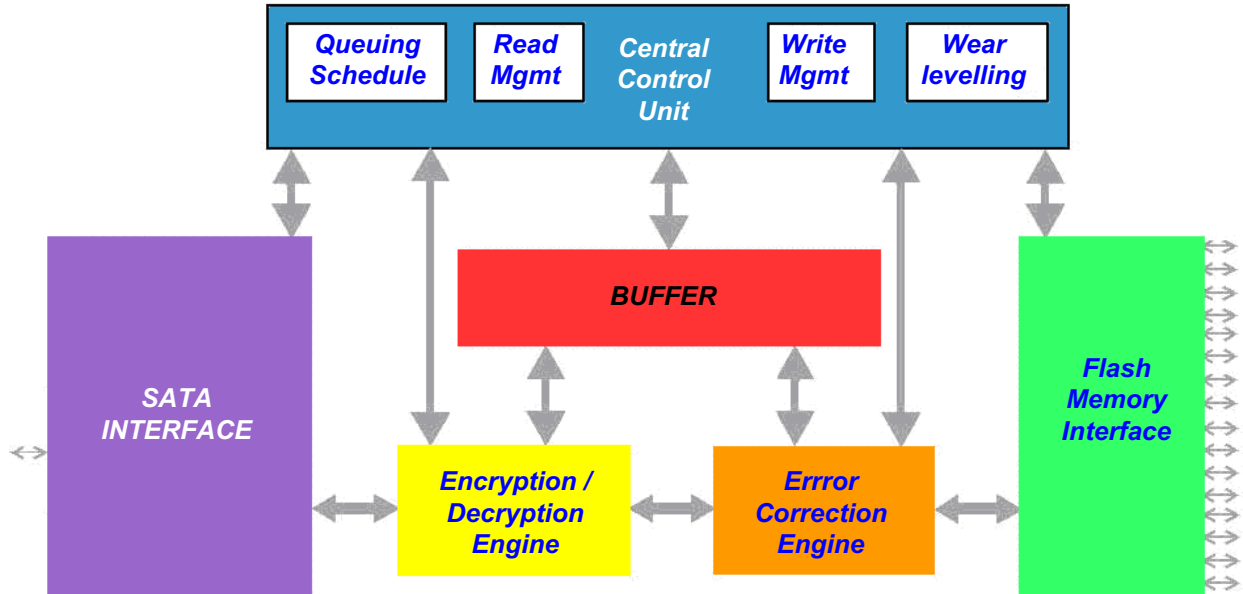 Queuing
Schedule
Read
Mgmt
Central
Control
Unit
Write
Mgmt
Wear
levelling
BUFFER
SATA
INTERFACE
Flash
Memory
Interface
Encryption /
Decryption
Engine
Errror
Correction
Engine